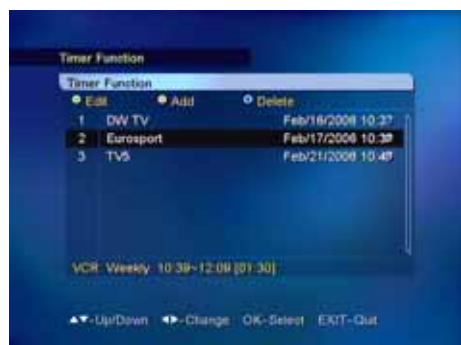 Timer Function
Timer Function
Edit Add Delete
1 DW TV Feb/16/2006 10:37
2 Eurosport Feb/17/2006 10:39
3 TV5 Feb/21/2006 10:49
VCR Weekly 10:39~12:09 [01:30]
▲▼-Up/Down ◀▶-Change OK-Select EXIT-Quit